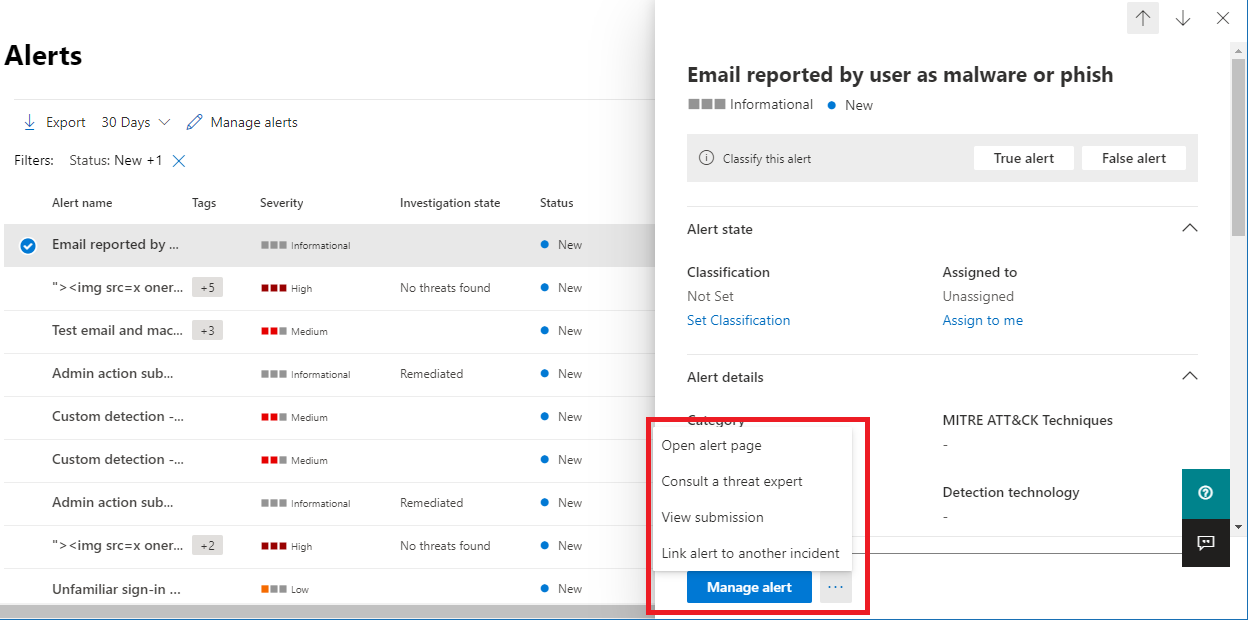 Alerts
Export 30 Days Manage alerts
Filters: Status: New +1
Alert name Tags Severity Investigation state Status
Email reported by ... Informational New
"><img src=x oner... +5 High No threats found New
Test email and mac... +3 Medium New
Admin action sub... Informational Remediated New
Custom detection -... Medium New
Custom detection -... Medium New
Admin action sub... Informational Remediated New
"><img src=x oner... +2 High No threats found New
Unfamiliar sign-in ... Low New
Email reported by user as malware or phish
Informational New
Classify this alert True alert False alert
Alert state
Classification Assigned to
Not Set Unassigned
Set Classification Assign to me
Alert details
Category MITRE ATT&CK Techniques
-
Open alert page
Consult a threat expert
Detection technology
-
View submission
Link alert to another incident
Manage alert ...